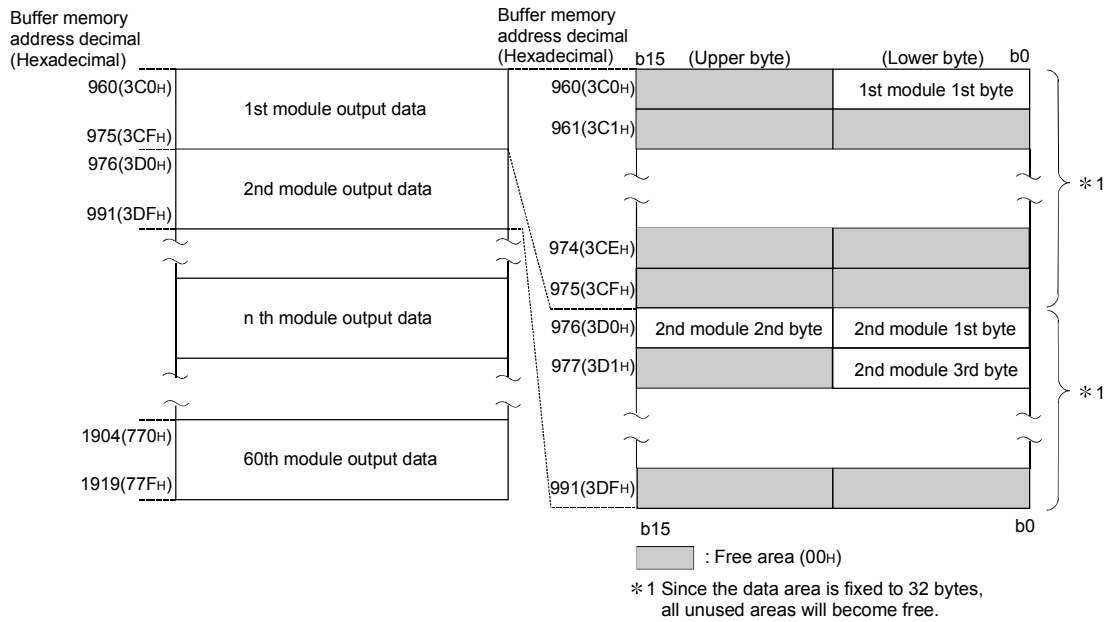 Buffer memory
address decimal
(Hexadecimal)
960(3C0H)
1st module output data
975(3CFH)
976(3D0H)
2nd module output data
991(3DFH)
n th module output data
1904(770H)
60th module output data
1919(77FH)
Buffer memory
address decimal
(Hexadecimal)
b15 (Upper byte) (Lower byte) b0
960(3C0H) 1st module 1st byte
961(3C1H)
*1
974(3CEH)
975(3CFH)
976(3D0H) 2nd module 2nd byte 2nd module 1st byte
977(3D1H) 2nd module 3rd byte
*1
991(3DFH)
b15 b0
: Free area (00H)
*1 Since the data area is fixed to 32 bytes,
all unused areas will become free.